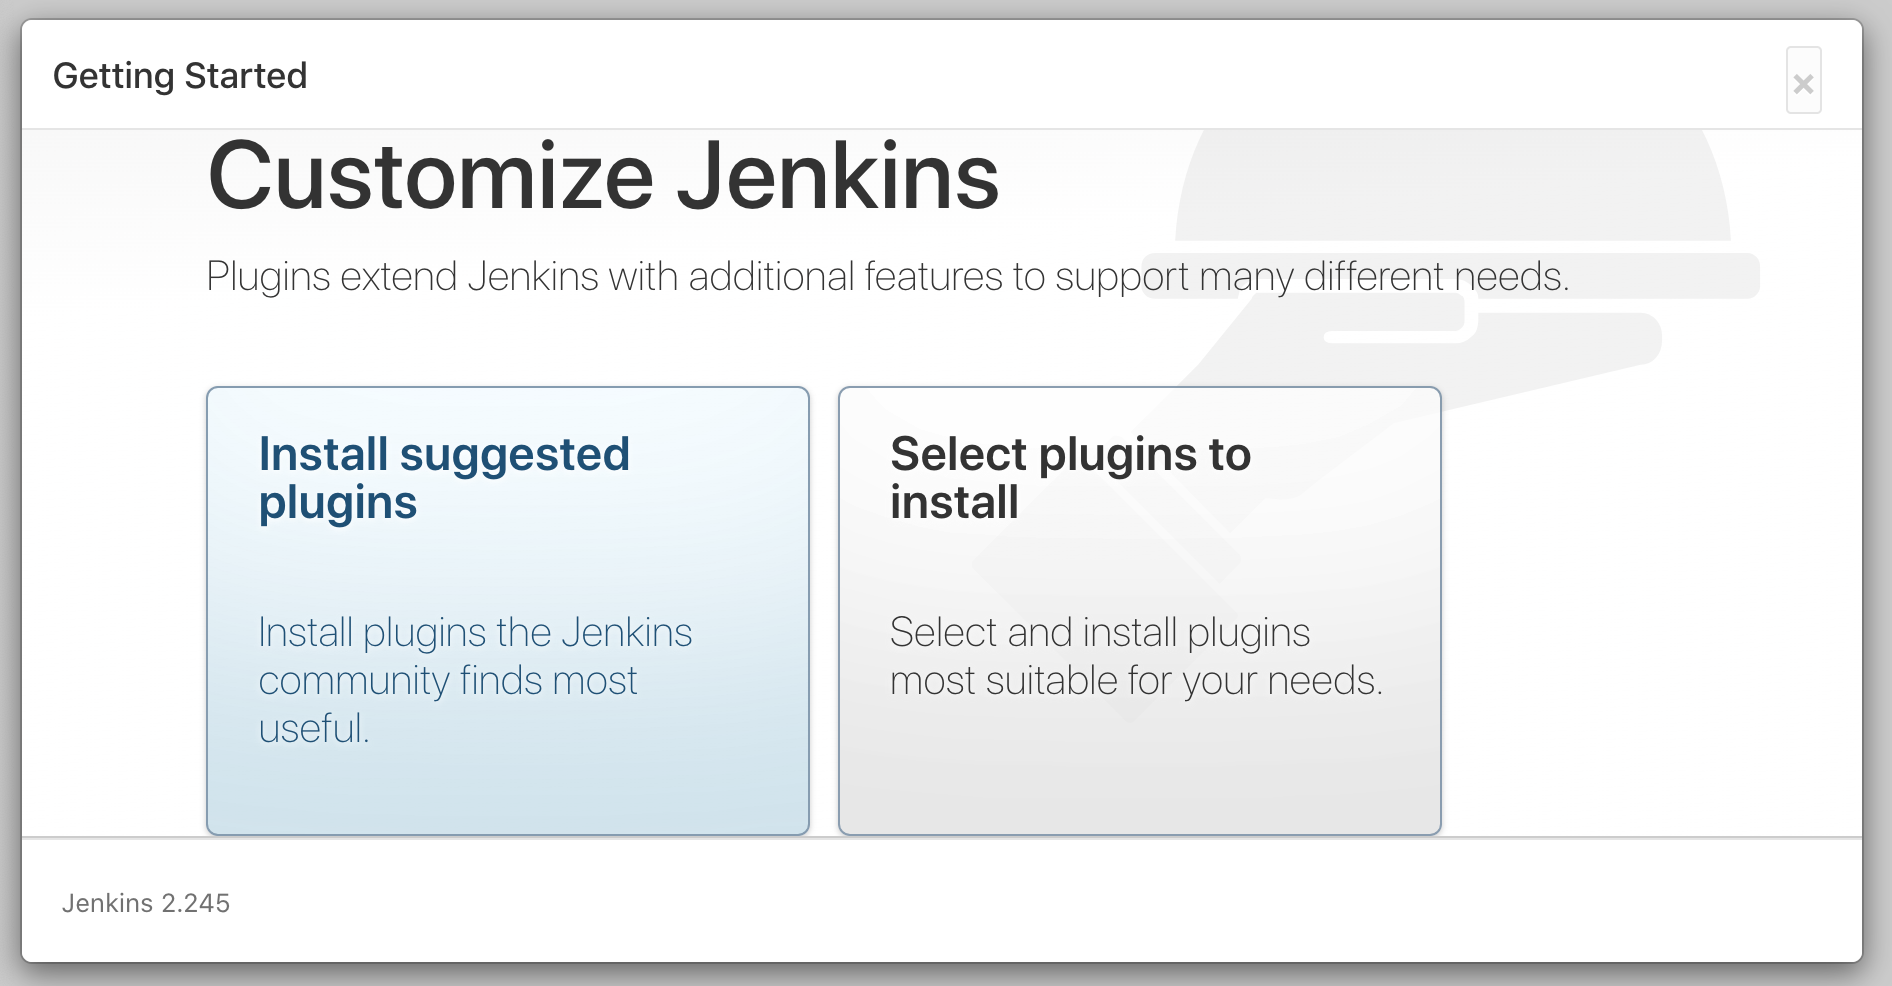 Getting Started
×
Customize Jenkins
Plugins extend Jenkins with additional features to support many different needs.
Install suggested
plugins
Install plugins the Jenkins
community finds most
useful.
Select plugins to
install
Select and install plugins
most suitable for your needs.
Jenkins 2.245